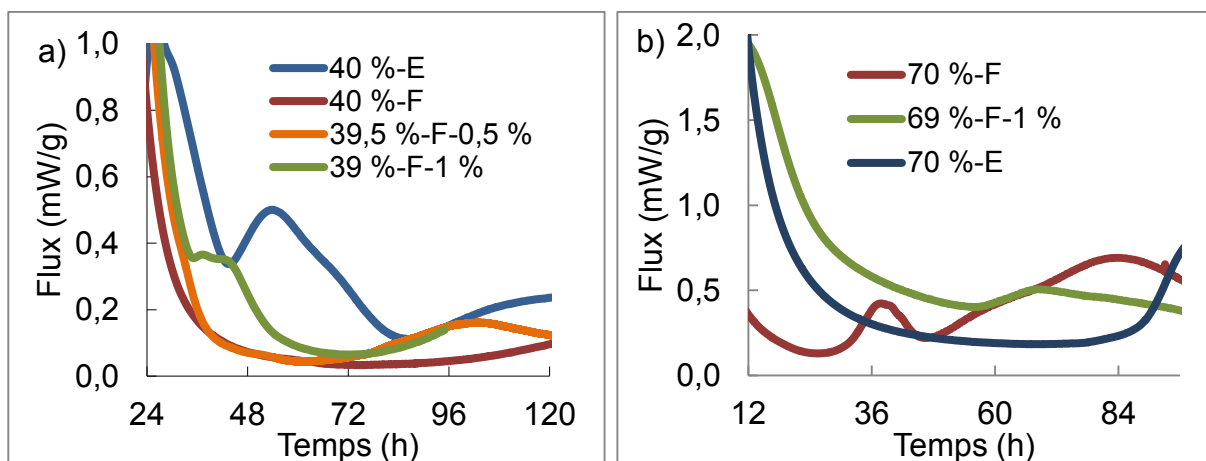 a)
40 %-E
40 %-F
39,5 %-F-0,5 %
39 %-F-1 %
1,0
0,8
0,6
0,4
0,2
0,0
Flux (mW/g)
24 48 72 96 120
Temps (h)
b)
70 %-F
69 %-F-1 %
70 %-E
2,0
1,5
1,0
0,5
0,0
Flux (mW/g)
12 36 60 84
Temps (h)